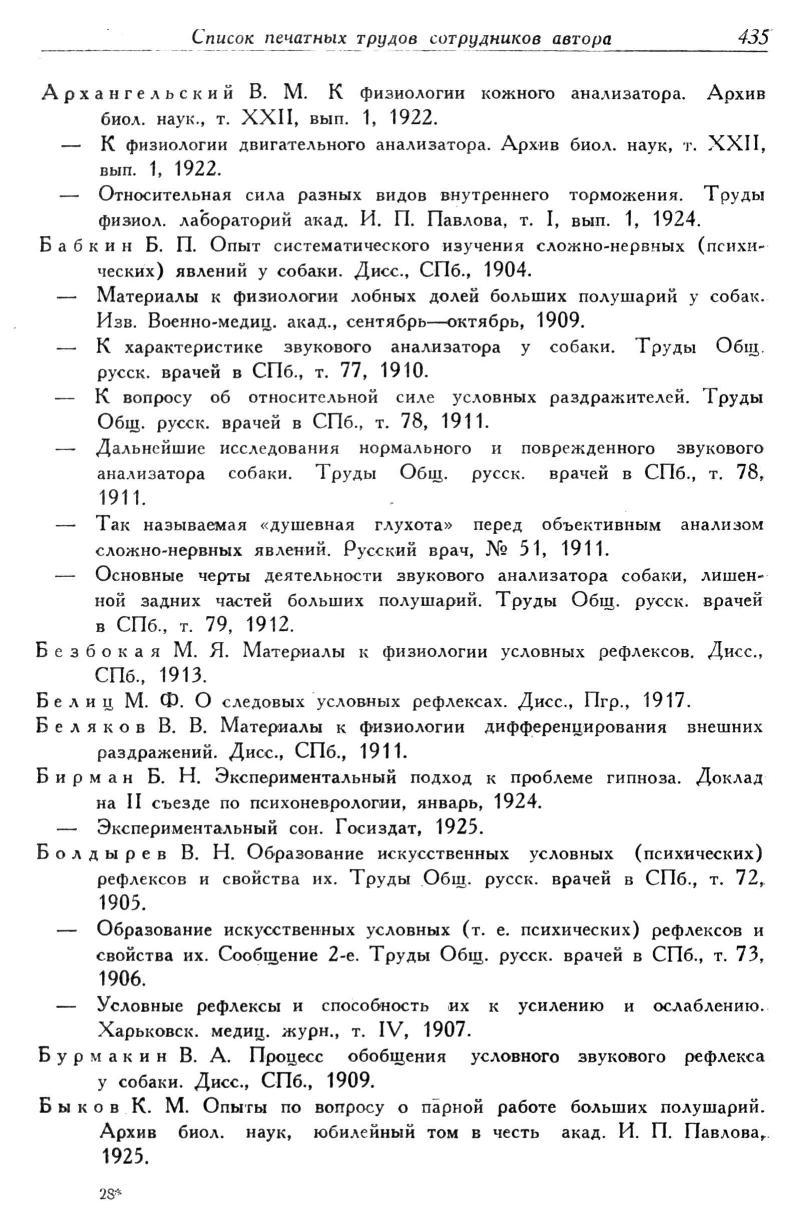 Список печатных трудов сотрудников автора 435
Архангельский В. М. К физиологии кожного анализатора. Архив
биол. наук., т. XXII, вып. 1, 1922.
— К физиологии двигательного анализатора. Архив биол. наук, т. XXII,
вып. 1, 1922.
— Относительная сила разных видов внутреннего торможения. Труды
физиол. лабораторий акад. И. П. Павлова, т. I, вып. 1, 1924.
Бабкин Б. П. Опыт систематического изучения сложно-нервных (психи-
ческих) явлений у собаки. Дисс., СПб., 1904.
— Материалы к физиологии лобных долей больших полушарий у собак.
Изв. Военно-медиц. акад., сентябрь—октябрь, 1909.
— К характеристике звукового анализатора у собаки. Труды Общ.
русск. врачей в СПб., т. 77, 1910.
— К вопросу об относительной силе условных раздражителей. Труды
Общ. русск. врачей в СПб., т. 78, 1911.
— Дальнейшие исследования нормального и поврежденного звукового
анализатора собаки. Труды Общ. русск. врачей в СПб., т. 78,
1911.
— Так называемая «душевная глухота» перед объективным анализом
сложно-нервных явлений. Русский врач, № 51, 1911.
— Основные черты деятельности звукового анализатора собаки, лишен-
ной задних частей больших полушарий. Труды Общ. русск. врачей
в СПб., т. 79, 1912.
Безбокая М. Я. Материалы к физиологии условных рефлексов. Дисс.,
СПб., 1913.
Белиц М. Ф. О следовых условных рефлексах. Дисс., Пгр., 1917.
Беляков В. В. Материалы к физиологии дифференцирования внешних
раздражений. Дисс., СПб., 1911.
Бирман Б. Н. Экспериментальный подход к проблеме гипноза. Доклад
на II съезде по психоневрологии, январь, 1924.
— Экспериментальный сон. Госиздат, 1925.
Болдырев В. Н. Образование искусственных условных (психических)
рефлексов и свойства их. Труды Общ. русск. врачей в СПб., т. 72,
1905.
— Образование искусственных условных (т. е. психических) рефлексов и
свойства их. Сообщение 2-е. Труды Общ. русск. врачей в СПб., т. 73,
1906.
— Условные рефлексы и способность их к усилению и ослаблению.
Харьковск. медиц. журн., т. IV, 1907.
Бурмакин В. А. Процесс обобщения условного звукового рефлекса
у собаки. Дисс., СПб., 1909.
Быков К. М. Опыты по вопросу о парной работе больших полушарий.
Архив биол. наук, юбилейный том в честь акад. И. П. Павлова,
1925.
28*